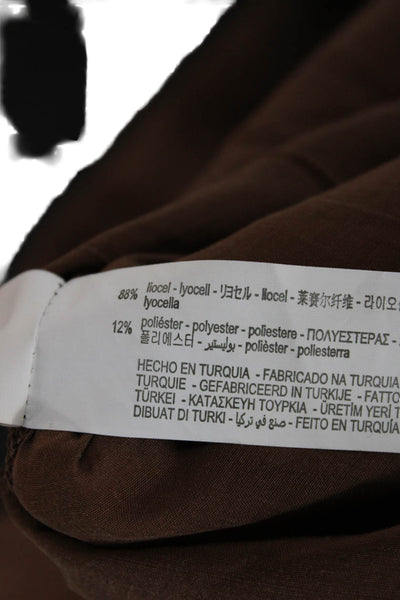 88% liocel - lyocell - リヨセル - liocel - 莱赛尔纤维 - 라이오
lyocella
12% poliéster - polyester - poliestere - ΠΟΛΥΕΣΤΕΡΑΣ -
폴리에스터 - بوليستير - polièster - poliesterra
HECHO EN TURQUIA - FABRICADO NA TURQUIA
TURQUIE - GEFABRICEERD IN TURKIJE - FATTO
TÜRKEI - ΚΑΤΑΣΚΕΥΗ ΤΟΥΡΚΙΑ - ÜRETİM YERİ T
DIBUAT DI TURKI - صنع في تركيا - FEITO EN TURQUÍA